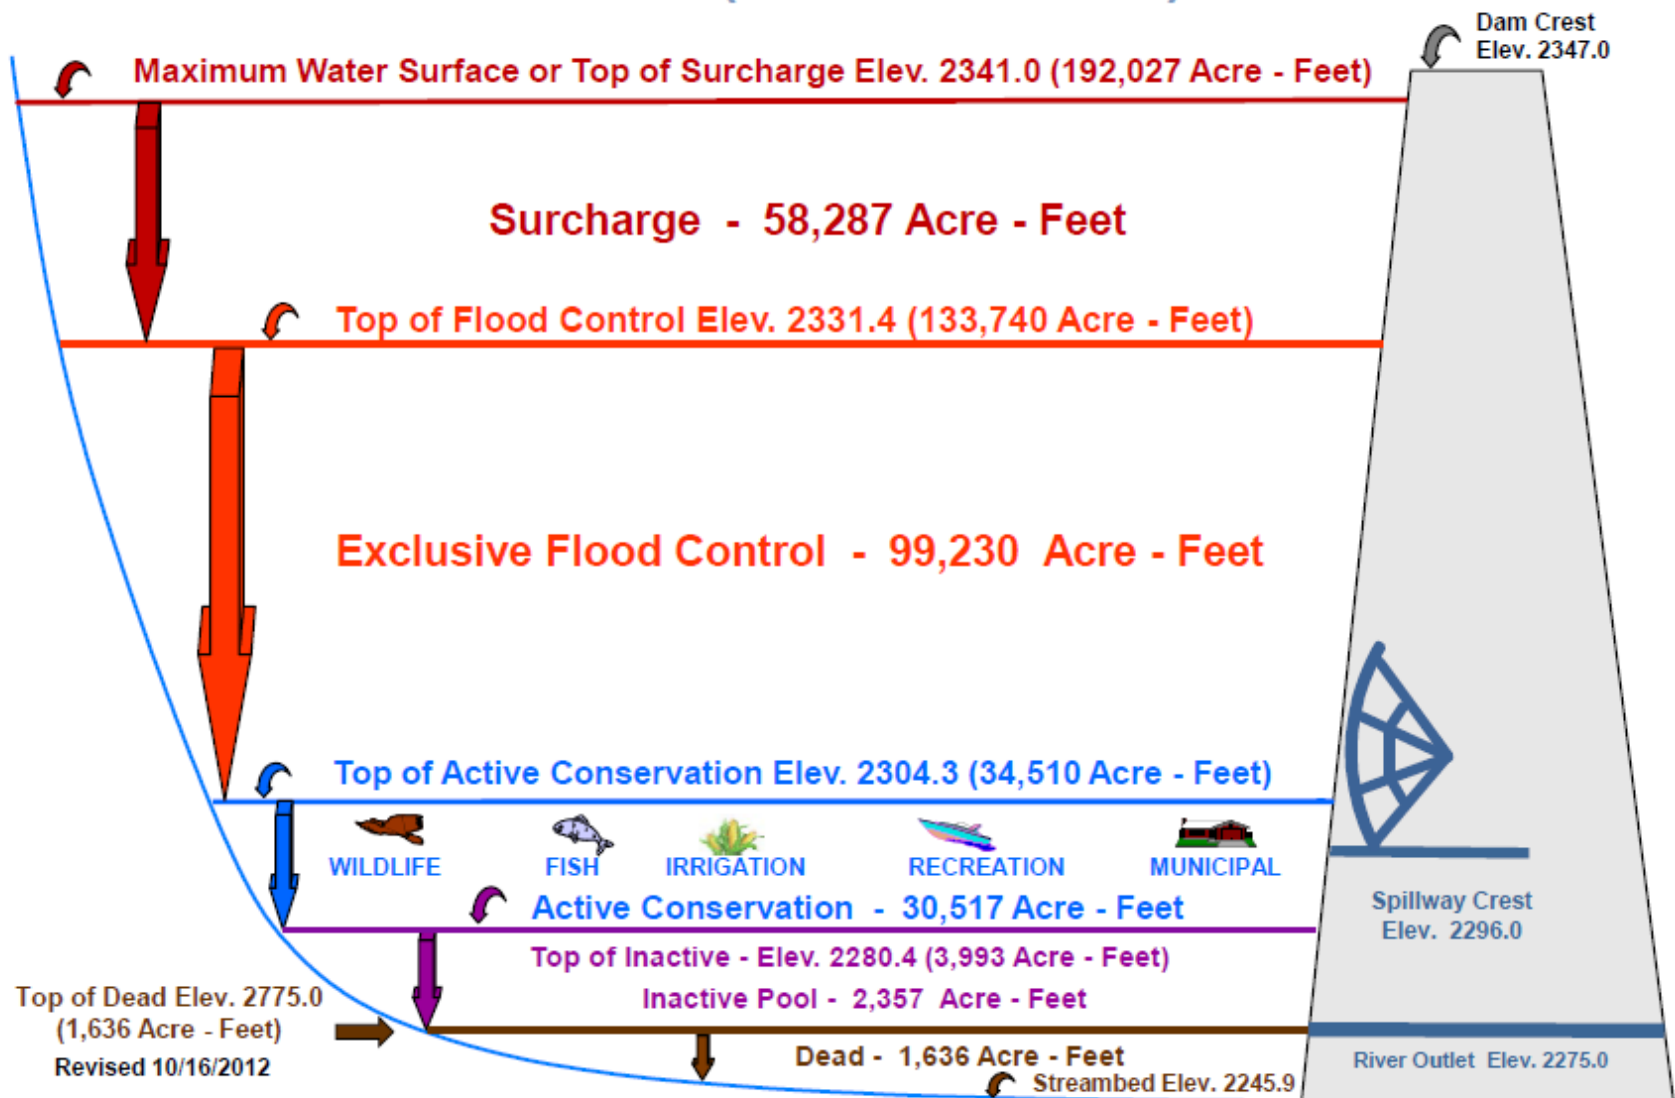 Dam Crest
Elev. 2347.0
Maximum Water Surface or Top of Surcharge Elev. 2341.0 (192,027 Acre - Feet)
Surcharge - 58,287 Acre - Feet
Top of Flood Control Elev. 2331.4 (133,740 Acre - Feet)
Exclusive Flood Control - 99,230 Acre - Feet
Top of Active Conservation Elev. 2304.3 (34,510 Acre - Feet)
WILDLIFE FISH IRRIGATION RECREATION MUNICIPAL
Active Conservation - 30,517 Acre - Feet
Spillway Crest
Elev. 2296.0
Top of Inactive - Elev. 2280.4 (3,993 Acre - Feet)
Inactive Pool - 2,357 Acre - Feet
Top of Dead Elev. 2775.0
(1,636 Acre - Feet)
Revised 10/16/2012
Dead - 1,636 Acre - Feet
River Outlet Elev. 2275.0
Streambed Elev. 2245.9